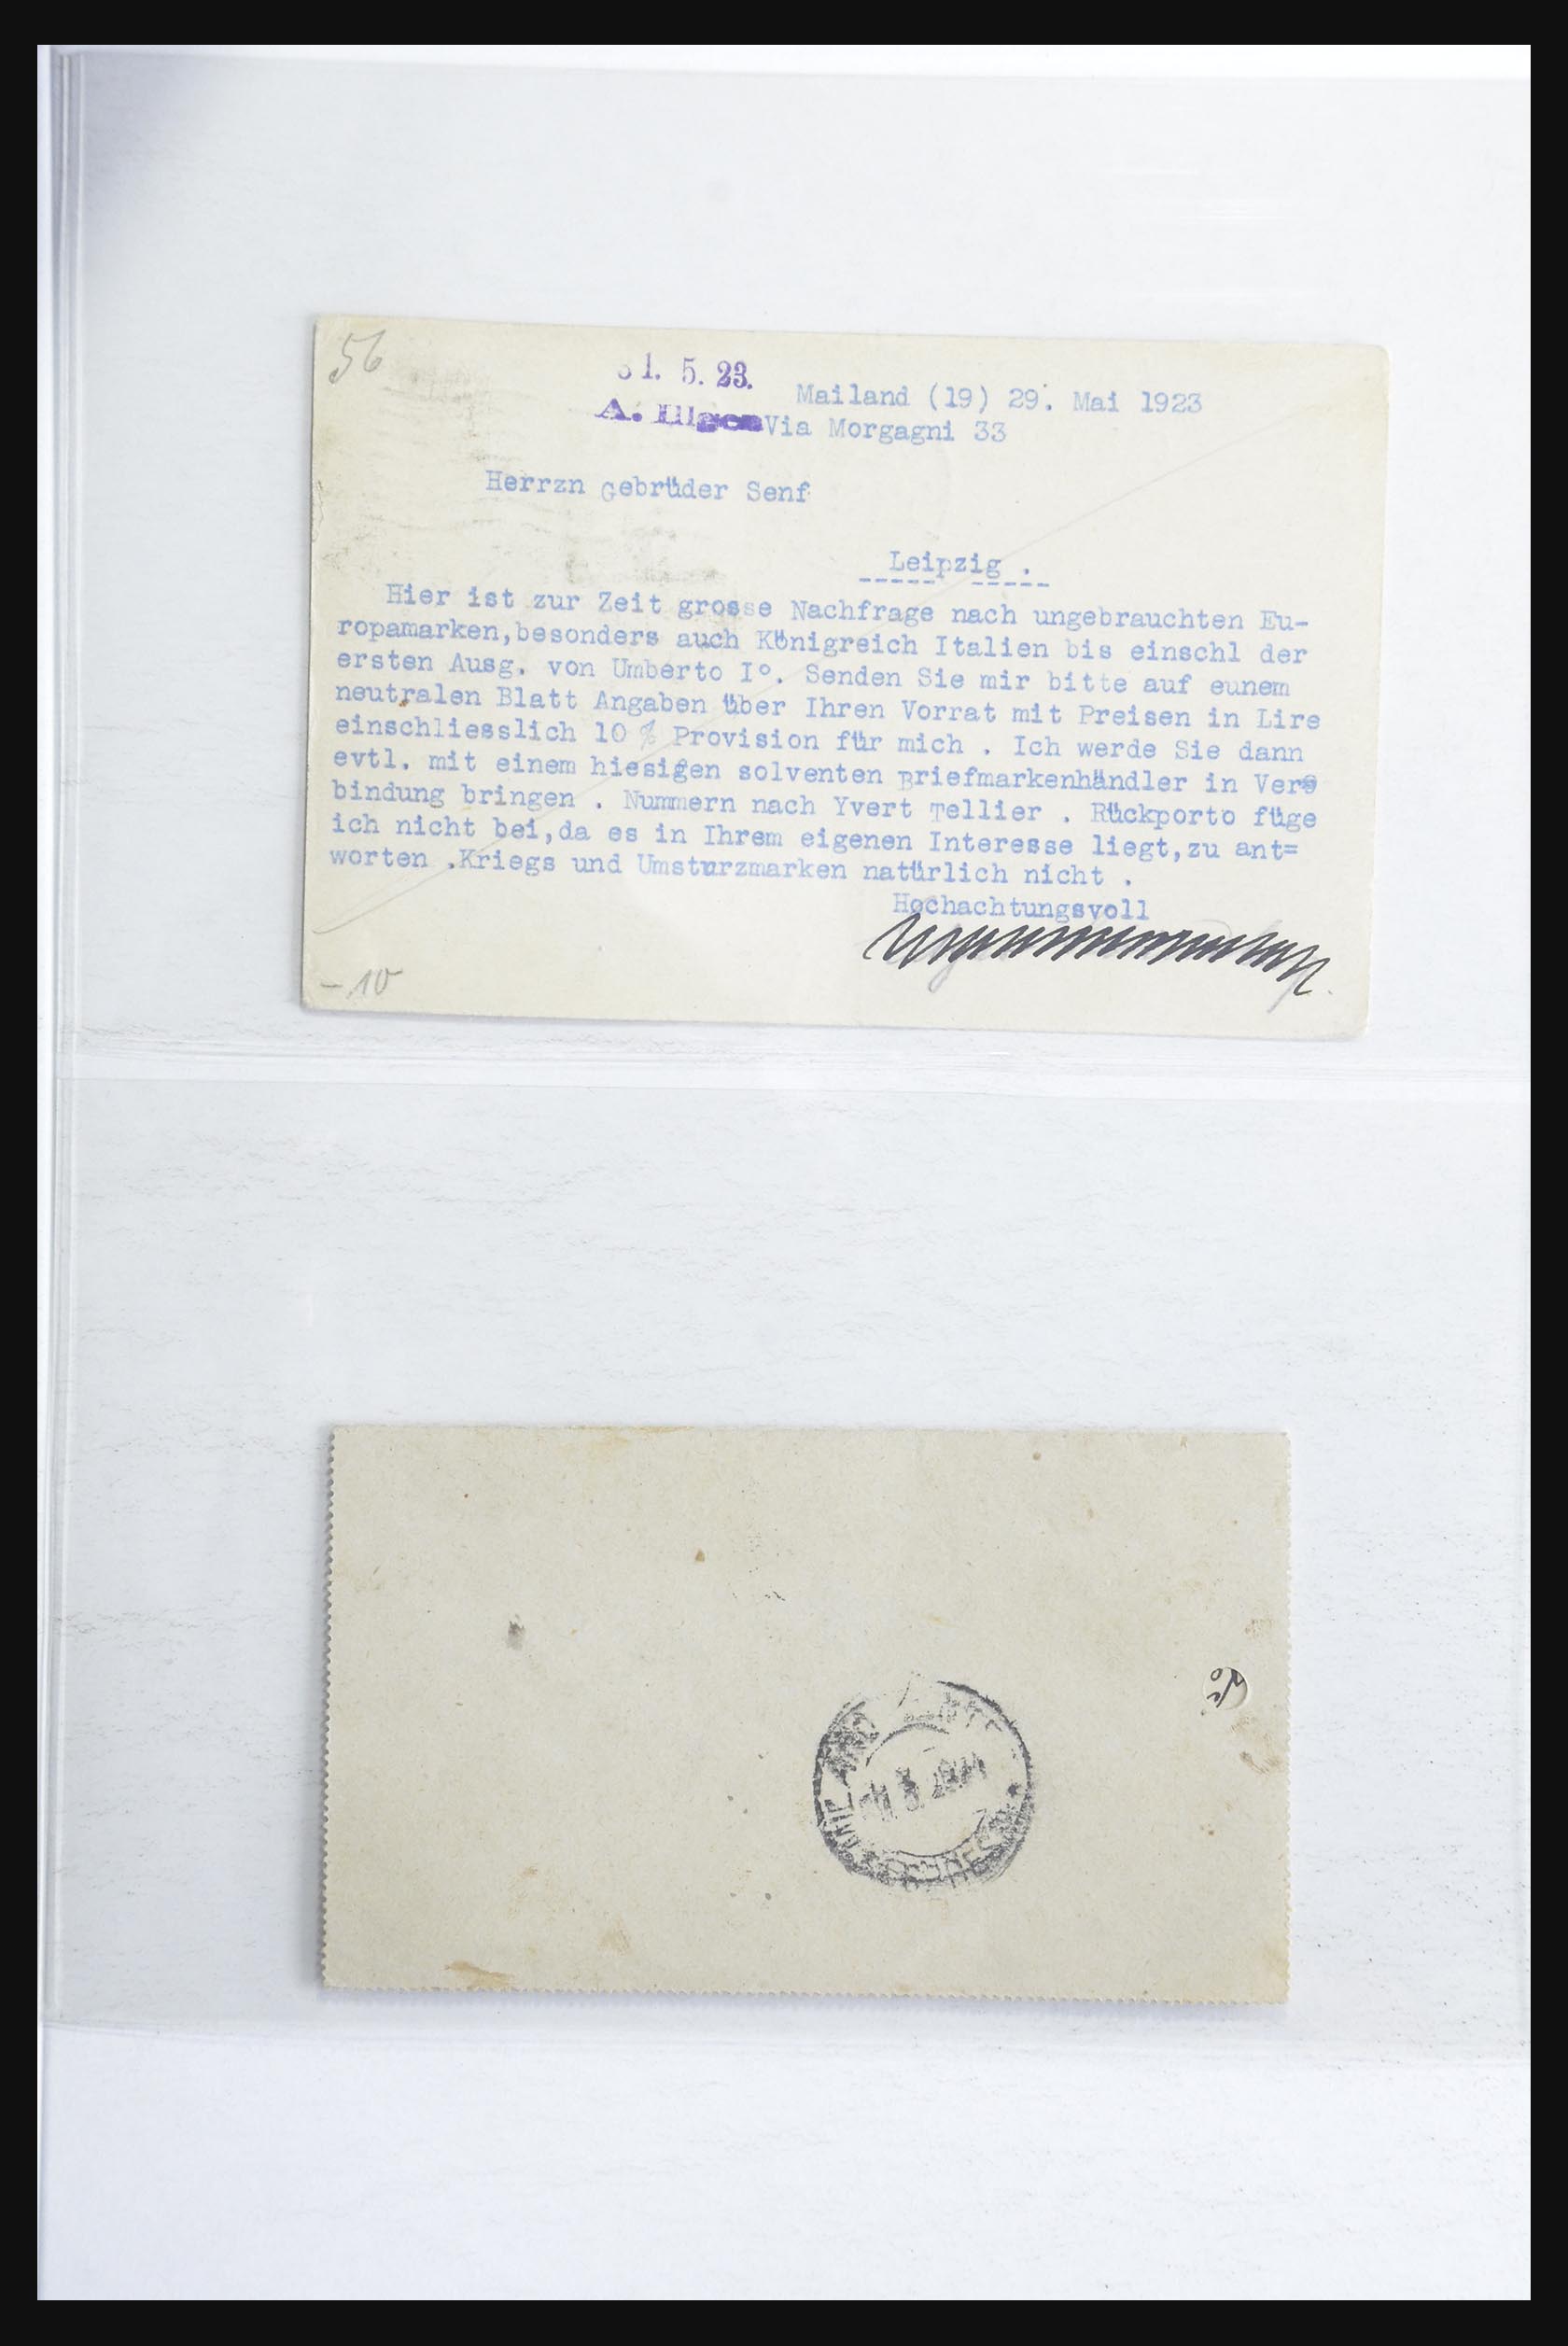 56
31. 5. 23.
Mailand (19) 29. Mai 1923
A. Illgen Via Morgagni 33
Herrzn Gebrüder Senf
Leipzig .
Hier ist zur Zeit grosse Nachfrage nach ungebrauchten Eu-
ropamarken,besonders auch Königreich Italien bis einschl der
ersten Ausg. von Umberto I°. Senden Sie mir bitte auf eunem
neutralen Blatt Angaben über Ihren Vorrat mit Preisen in Lire
einschliesslich 10 % Provision für mich . Ich werde Sie dann
evtl. mit einem hiesigen solventen Briefmarkenhändler in Ver=
bindung bringen . Nummern nach Yvert Tellier . Rückporto füge
ich nicht bei,da es in Ihrem eigenen Interesse liegt,zu ant=
worten .Kriegs und Umsturzmarken natürlich nicht .
Hochachtungsvoll
- 10